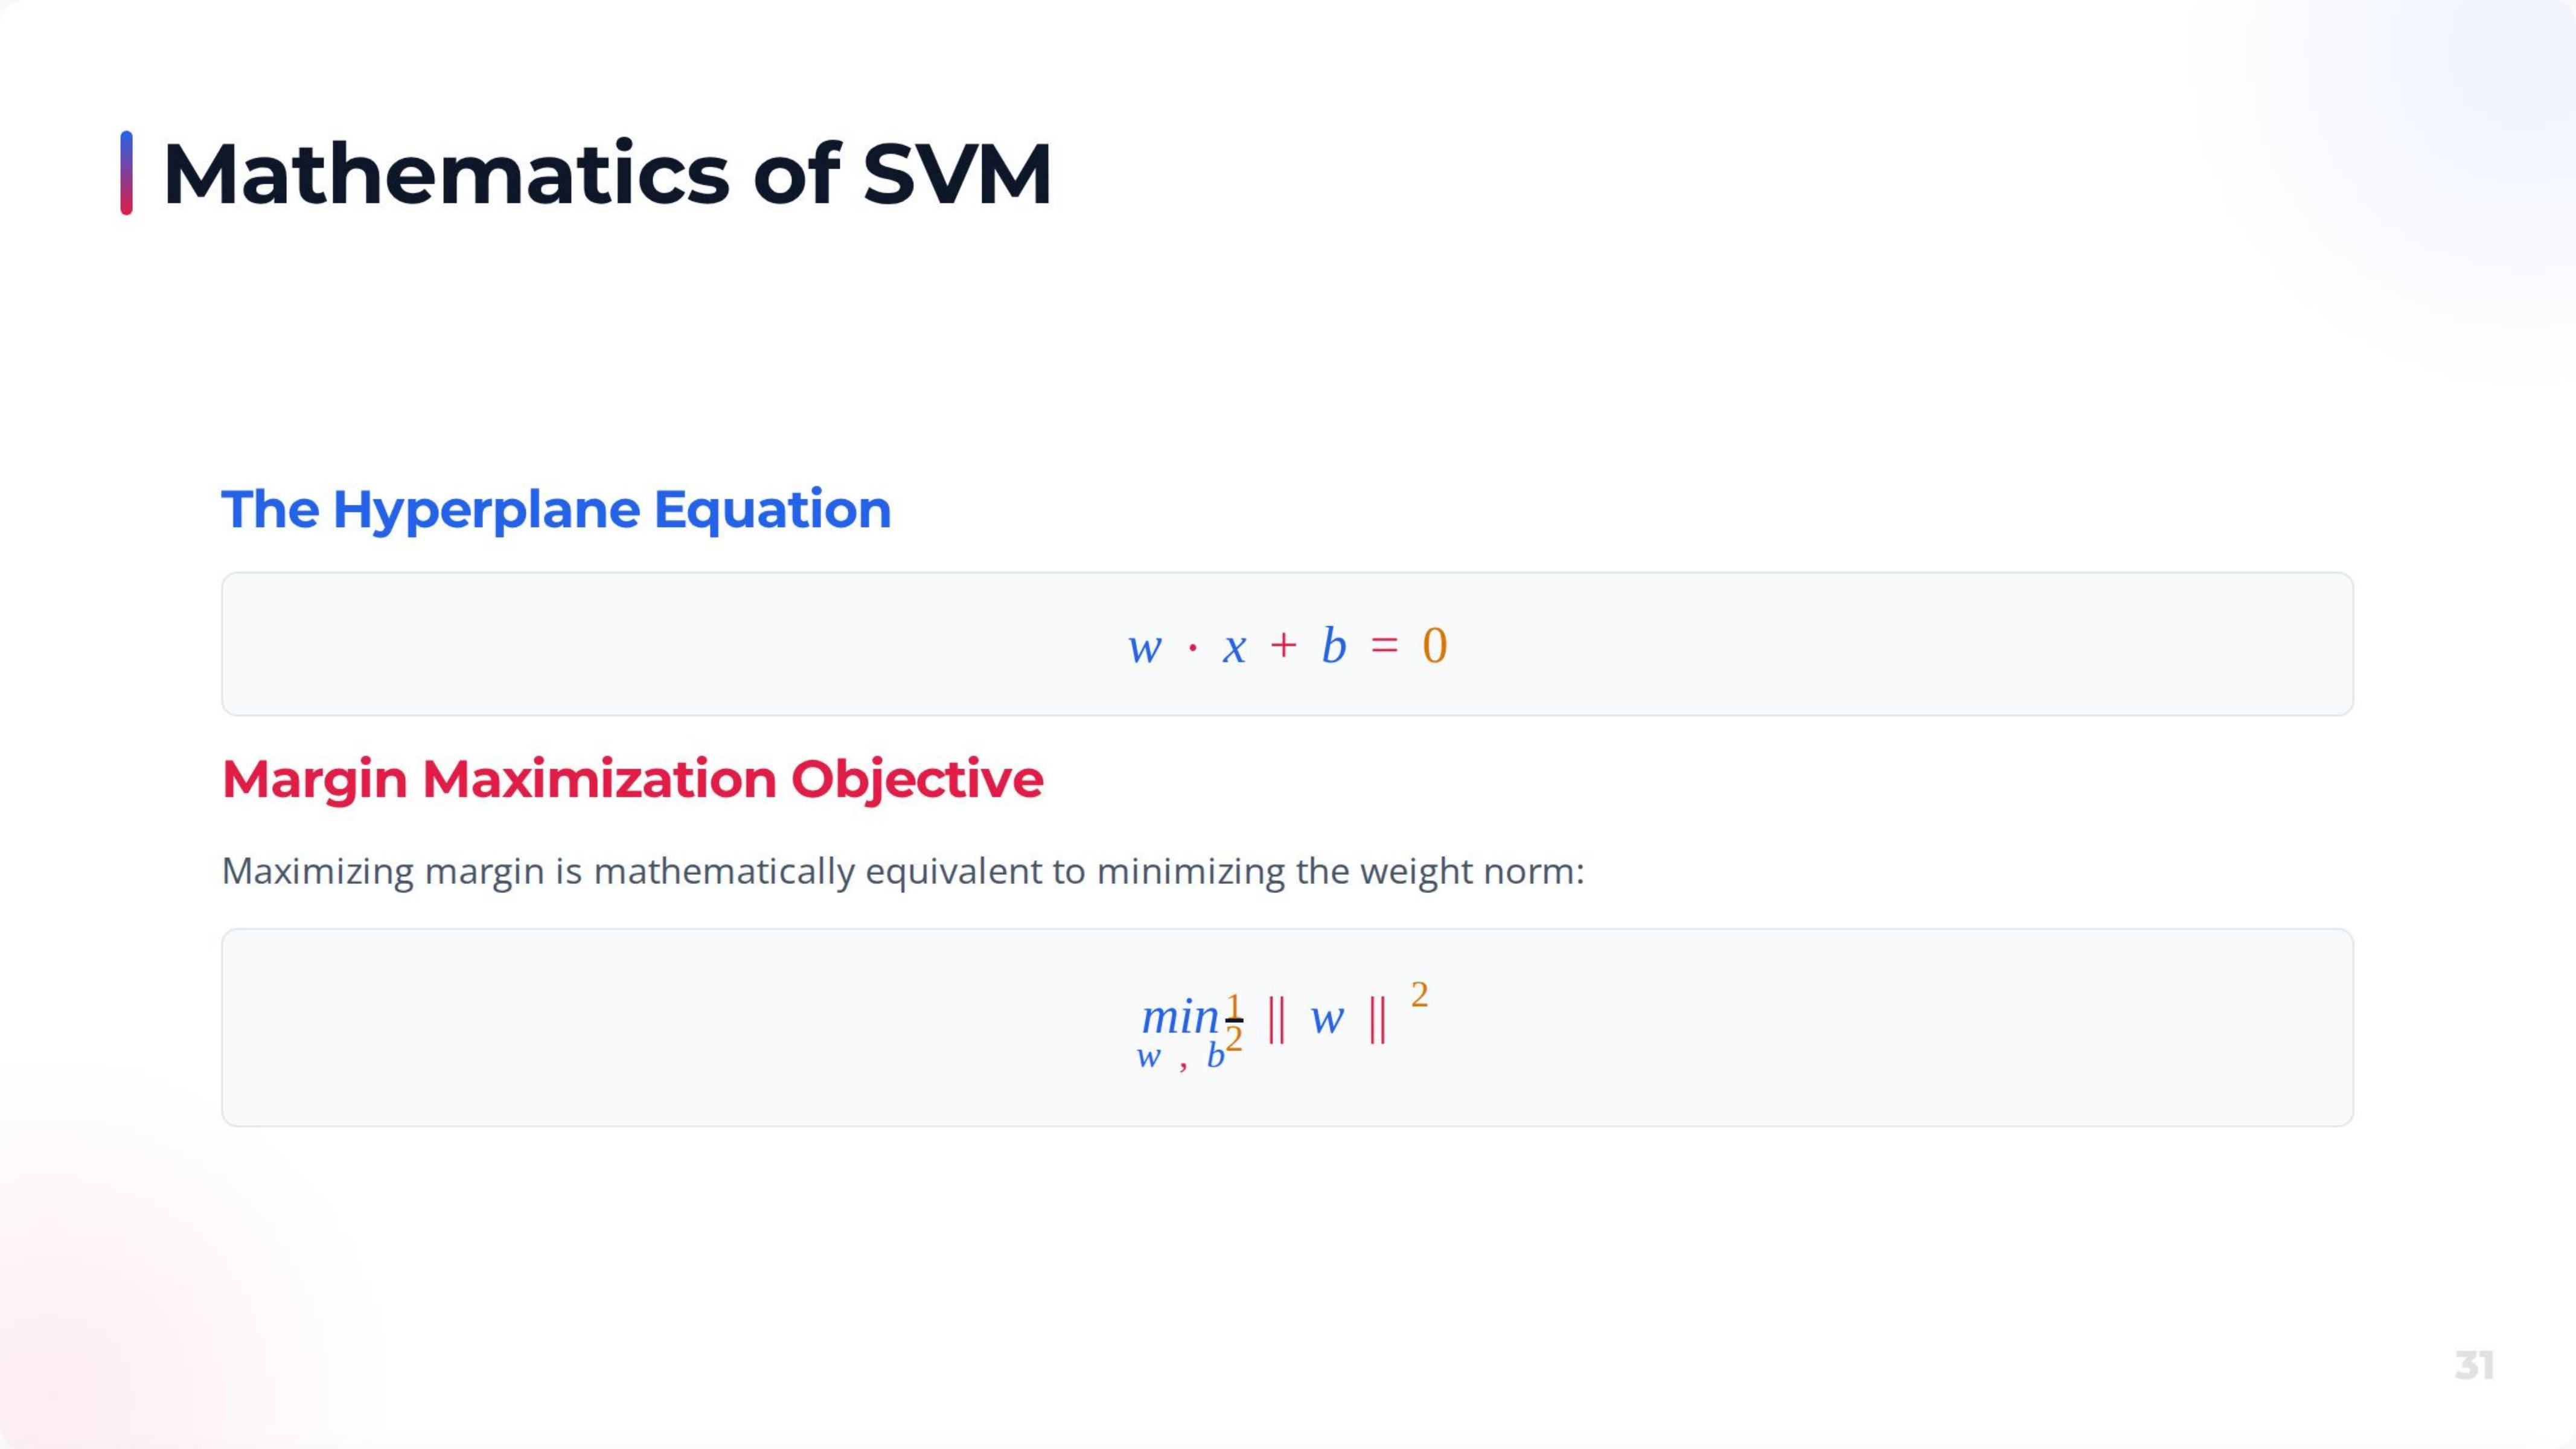 Mathematics of SVM
The Hyperplane Equation
w · x + b = 0
Margin Maximization Objective
Maximizing margin is mathematically equivalent to minimizing the weight norm:
min 1/2 || w || 2
w , b
31